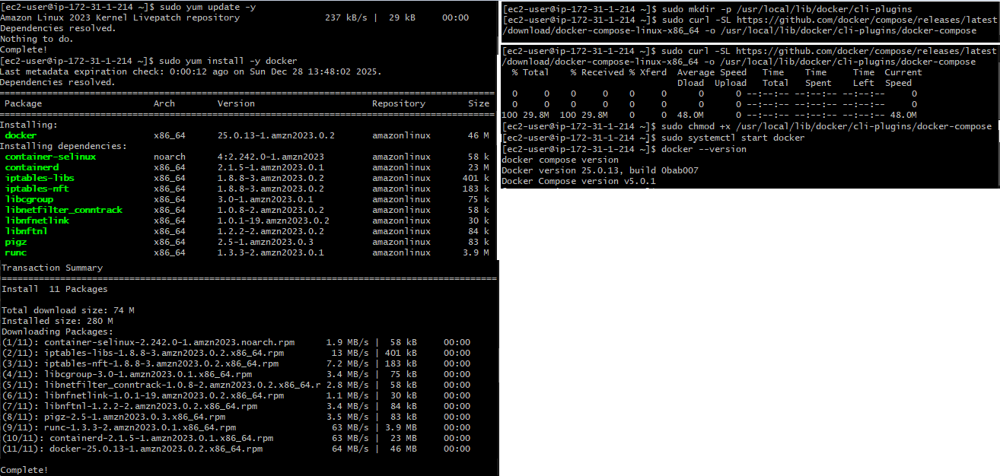 [ec2-user@ip-172-31-1-214 ~]$ sudo yum update -y
Amazon Linux 2023 Kernel Livepatch repository 237 kB/s | 29 kB 00:00
Dependencies resolved.
Nothing to do.
Complete!
[ec2-user@ip-172-31-1-214 ~]$ sudo yum install -y docker
Last metadata expiration check: 0:00:12 ago on Sun Dec 28 13:48:02 2025.
Dependencies resolved.
Package Arch Version Repository Size
Installing:
docker x86_64 25.0.13-1.amzn2023.0.2 amazonlinux 46 M
Installing dependencies:
container-selinux noarch 4:2.242.0-1.amzn2023 amazonlinux 58 k
containerd x86_64 2.1.5-1.amzn2023.0.1 amazonlinux 23 M
iptables-libs x86_64 1.8.8-3.amzn2023.0.2 amazonlinux 401 k
iptables-nft x86_64 1.8.8-3.amzn2023.0.2 amazonlinux 183 k
libcgroup x86_64 3.0-1.amzn2023.0.1 amazonlinux 75 k
libnetfilter_conntrack x86_64 1.0.8-2.amzn2023.0.2 amazonlinux 58 k
libnfnetlink x86_64 1.0.1-19.amzn2023.0.2 amazonlinux 30 k
libnftnl x86_64 1.2.2-2.amzn2023.0.2 amazonlinux 84 k
pigz x86_64 2.5-1.amzn2023.0.3 amazonlinux 83 k
runc x86_64 1.3.3-2.amzn2023.0.1 amazonlinux 3.9 M
Transaction Summary
Install 11 Packages
Total download size: 74 M
Installed size: 280 M
Downloading Packages:
(1/11): container-selinux-2.242.0-1.amzn2023.noarch.rpm 1.9 MB/s | 58 kB 00:00
(2/11): iptables-libs-1.8.8-3.amzn2023.0.2.x86_64.rpm 13 MB/s | 401 kB 00:00
(3/11): iptables-nft-1.8.8-3.amzn2023.0.2.x86_64.rpm 7.2 MB/s | 183 kB 00:00
(4/11): libcgroup-3.0-1.amzn2023.0.1.x86_64.rpm 3.4 MB/s | 75 kB 00:00
(5/11): libnetfilter_conntrack-1.0.8-2.amzn2023.0.2.x86_64.r 2.8 MB/s | 58 kB 00:00
(6/11): libnfnetlink-1.0.1-19.amzn2023.0.2.x86_64.rpm 1.1 MB/s | 30 kB 00:00
(7/11): libnftnl-1.2.2-2.amzn2023.0.2.x86_64.rpm 3.4 MB/s | 84 kB 00:00
(8/11): pigz-2.5-1.amzn2023.0.3.x86_64.rpm 3.5 MB/s | 83 kB 00:00
(9/11): runc-1.3.3-2.amzn2023.0.1.x86_64.rpm 63 MB/s | 3.9 MB 00:00
(10/11): containerd-2.1.5-1.amzn2023.0.1.x86_64.rpm 63 MB/s | 23 MB 00:00
(11/11): docker-25.0.13-1.amzn2023.0.2.x86_64.rpm 64 MB/s | 46 MB 00:00
Complete!
[ec2-user@ip-172-31-1-214 ~]$ sudo mkdir -p /usr/local/lib/docker/cli-plugins
[ec2-user@ip-172-31-1-214 ~]$ sudo curl -SL https://github.com/docker/compose/releases/latest
/download/docker-compose-linux-x86_64 -o /usr/local/lib/docker/cli-plugins/docker-compose
[ec2-user@ip-172-31-1-214 ~]$ sudo curl -SL https://github.com/docker/compose/releases/latest
/download/docker-compose-linux-x86_64 -o /usr/local/lib/docker/cli-plugins/docker-compose
% Total % Received % Xferd Average Speed Time Time Time Current
Dload Upload Total Spent Left Speed
0 0 0 0 0 0 0 0 --:--:-- --:--:-- --:--:-- 0
0 0 0 0 0 0 0 0 --:--:-- --:--:-- --:--:-- 0
100 29.8M 100 29.8M 0 0 48.0M 0 --:--:-- --:--:-- --:--:-- 48.0M
[ec2-user@ip-172-31-1-214 ~]$ sudo chmod +x /usr/local/lib/docker/cli-plugins/docker-compose
[ec2-user@ip-172-31-1-214 ~]$ sudo systemctl start docker
[ec2-user@ip-172-31-1-214 ~]$ docker --version
docker compose version
Docker version 25.0.13, build 0bab007
Docker Compose version v5.0.1